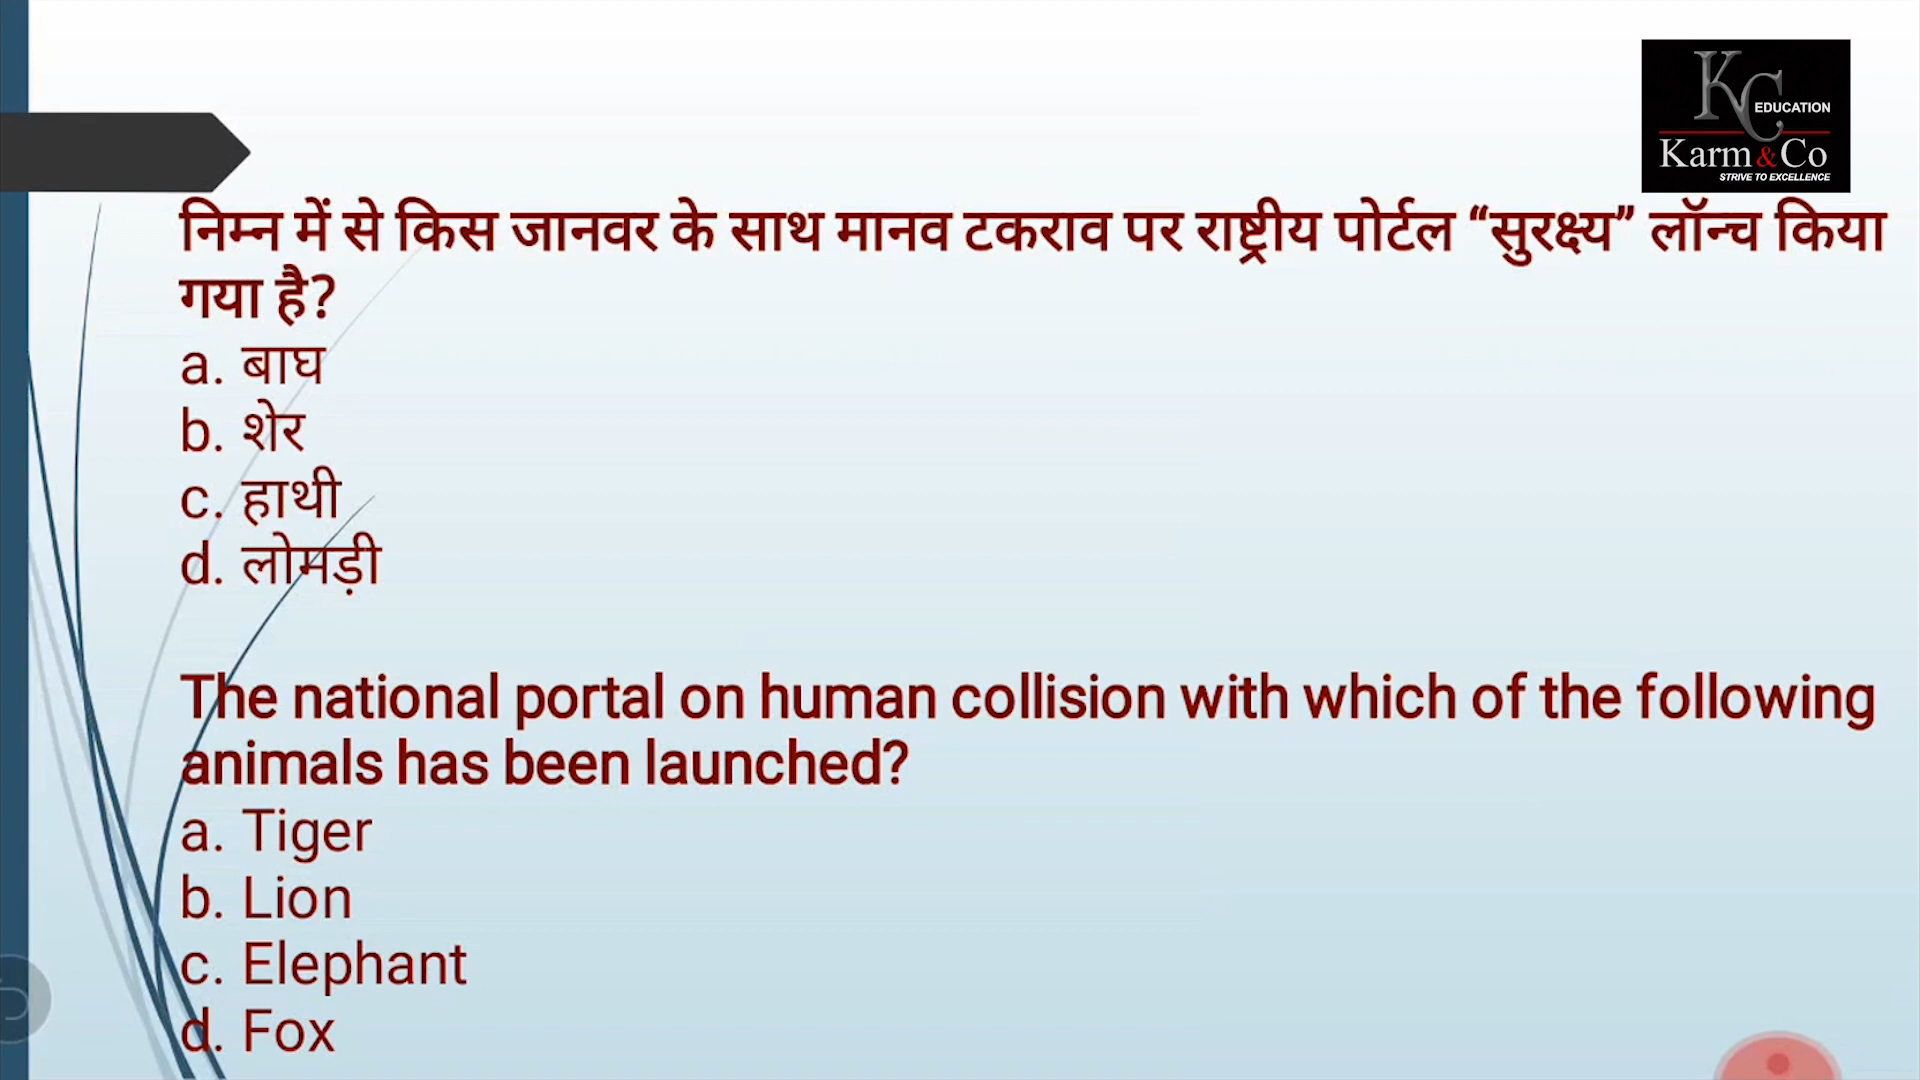 KC
EDUCATION
Karm&Co
STRIVE TO EXCELLENCE
निम्न में से किस जानवर के साथ मानव टकराव पर राष्ट्रीय पोर्टल “सुरक्ष्य” लॉन्च किया
गया है?
a. बाघ
b. शेर
c. हाथी
d. लोमड़ी
The national portal on human collision with which of the following
animals has been launched?
a. Tiger
b. Lion
c. Elephant
d. Fox